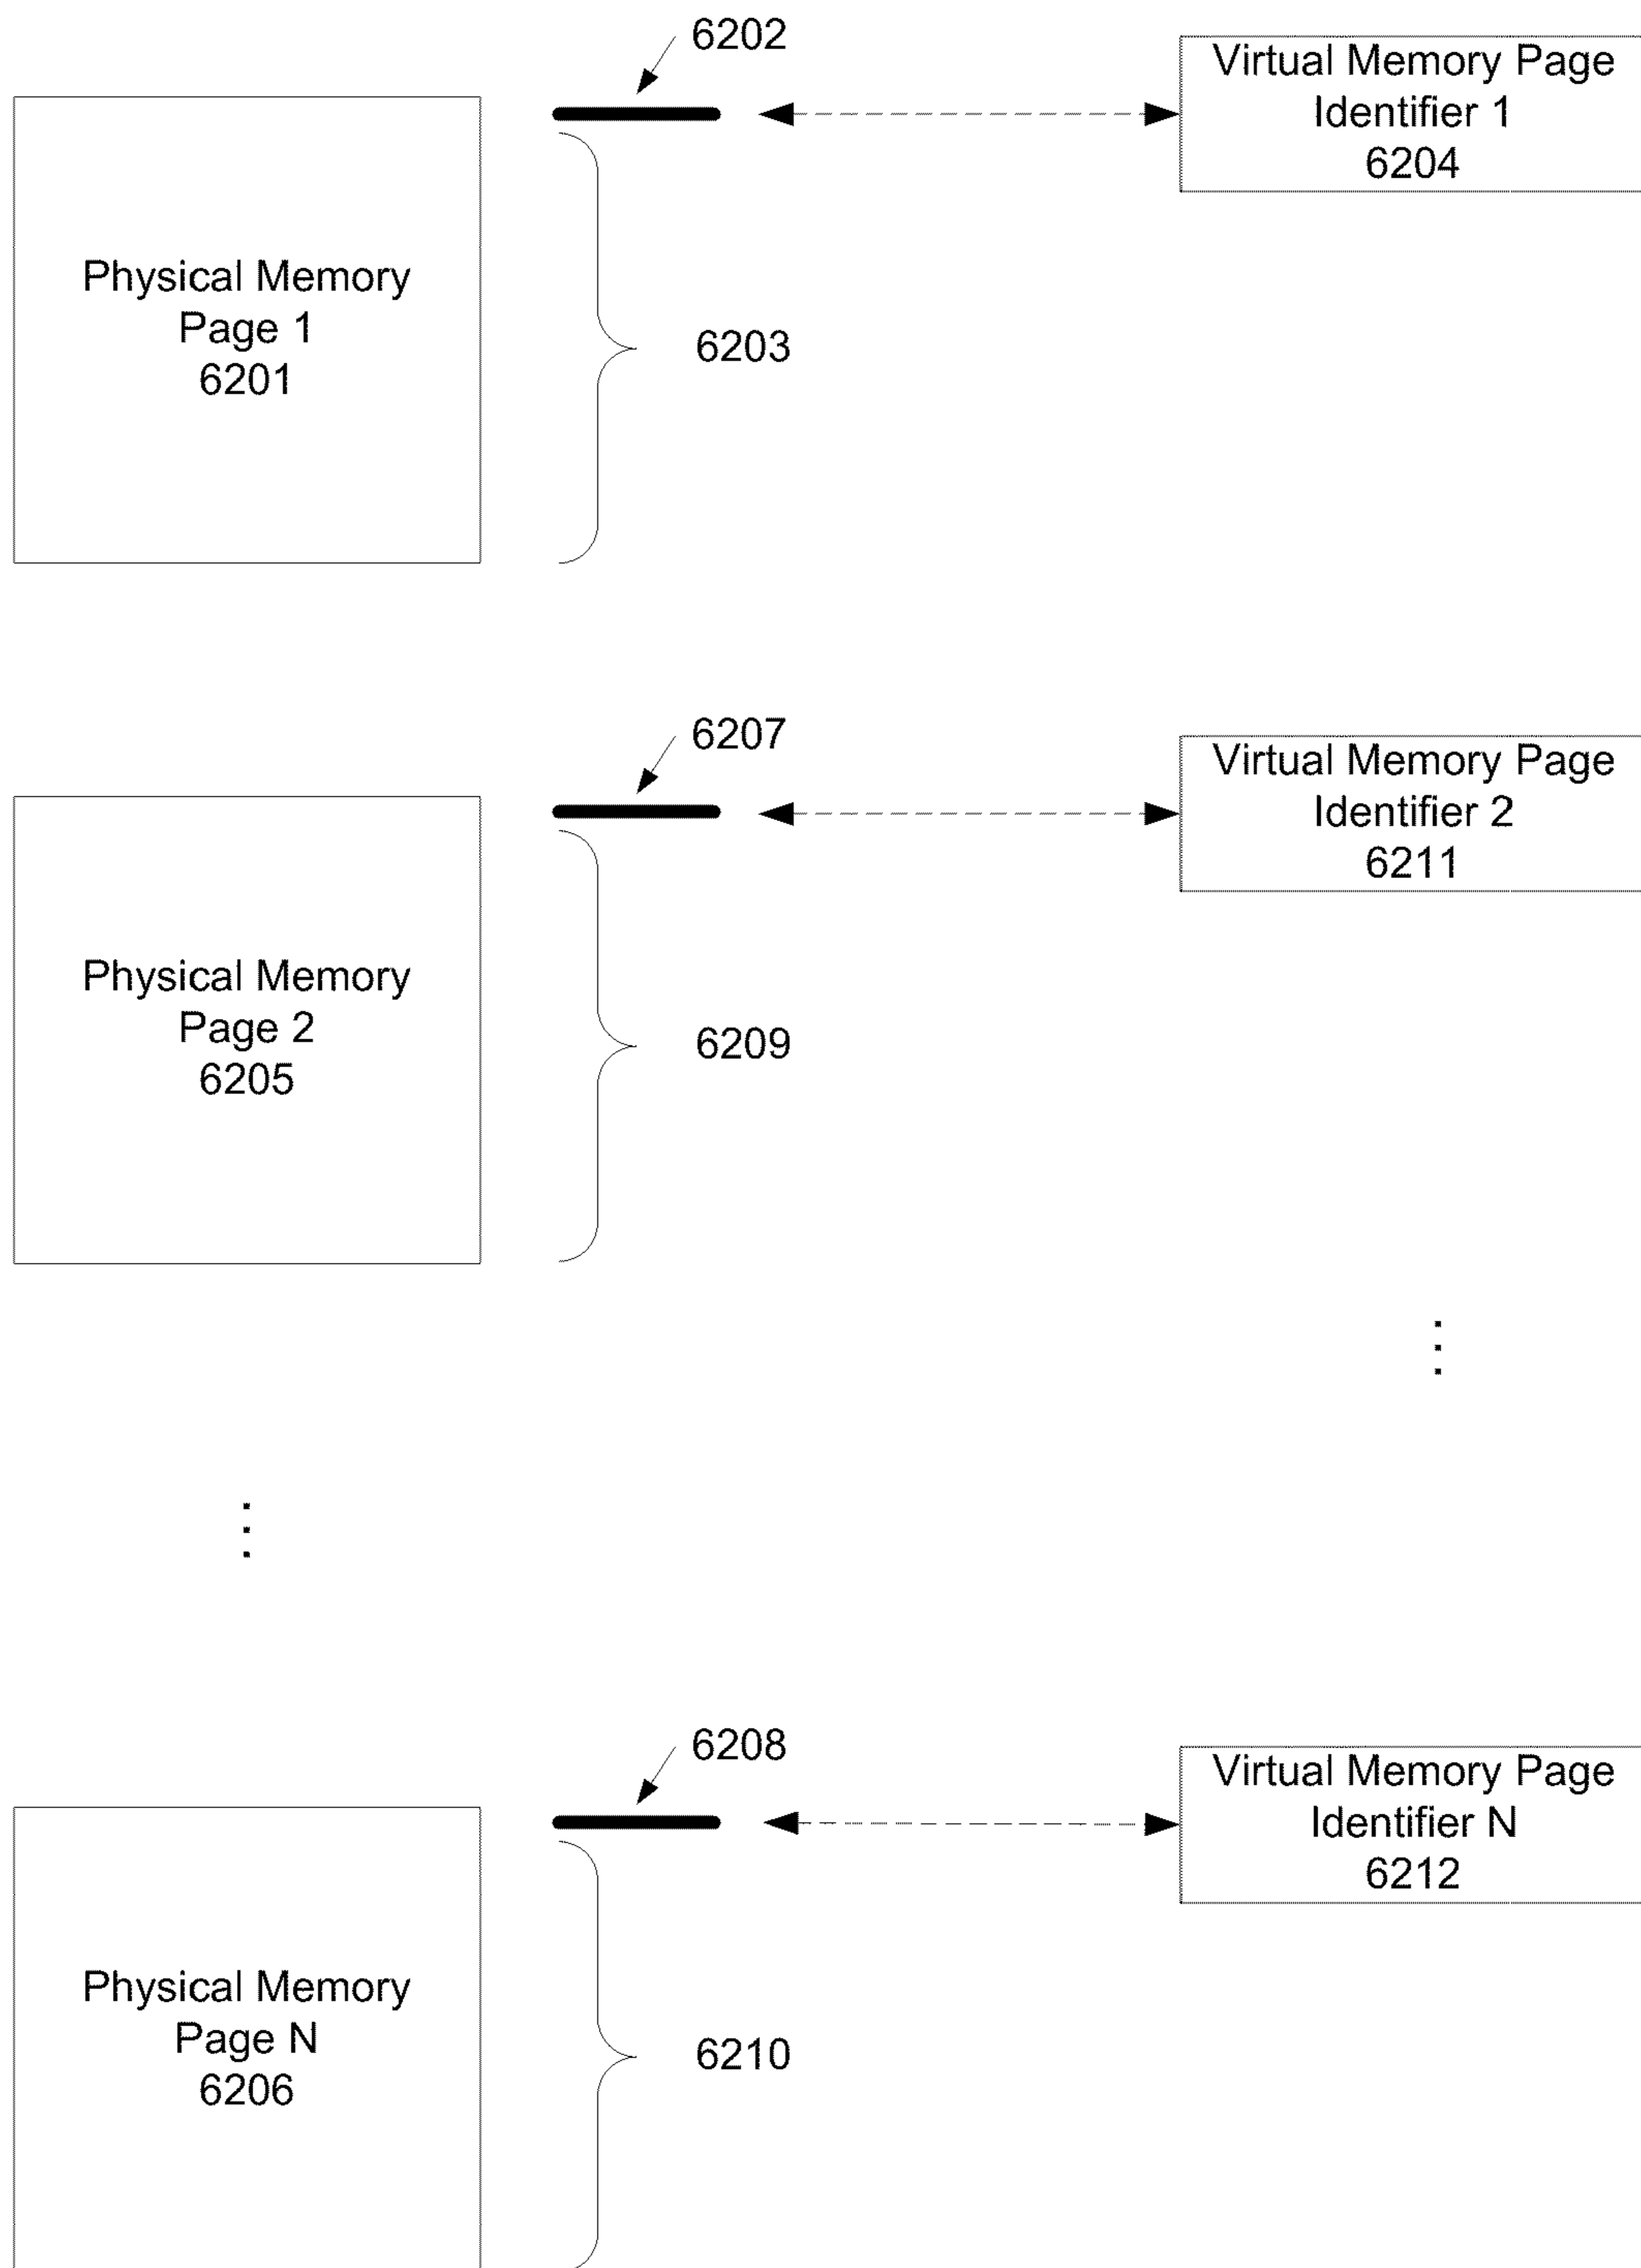 6202
Virtual Memory Page
Identifier 1
6204
Physical Memory
Page 1
6201
6203
6207
Virtual Memory Page
Identifier 2
6211
Physical Memory
Page 2
6205
6209
6208
Virtual Memory Page
Identifier N
6212
Physical Memory
Page N
6206
6210